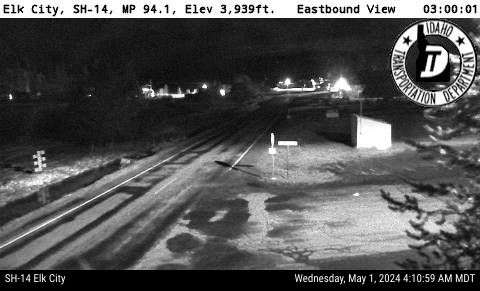 Elk City, SH-14, MP 94.1, Elev 3,939ft. Eastbound View 03:00:01
IDAHO
TRANSPORTATION DEPARTMENT
SH-14 Elk City Wednesday, May 1, 2024 4:10:59 AM MDT